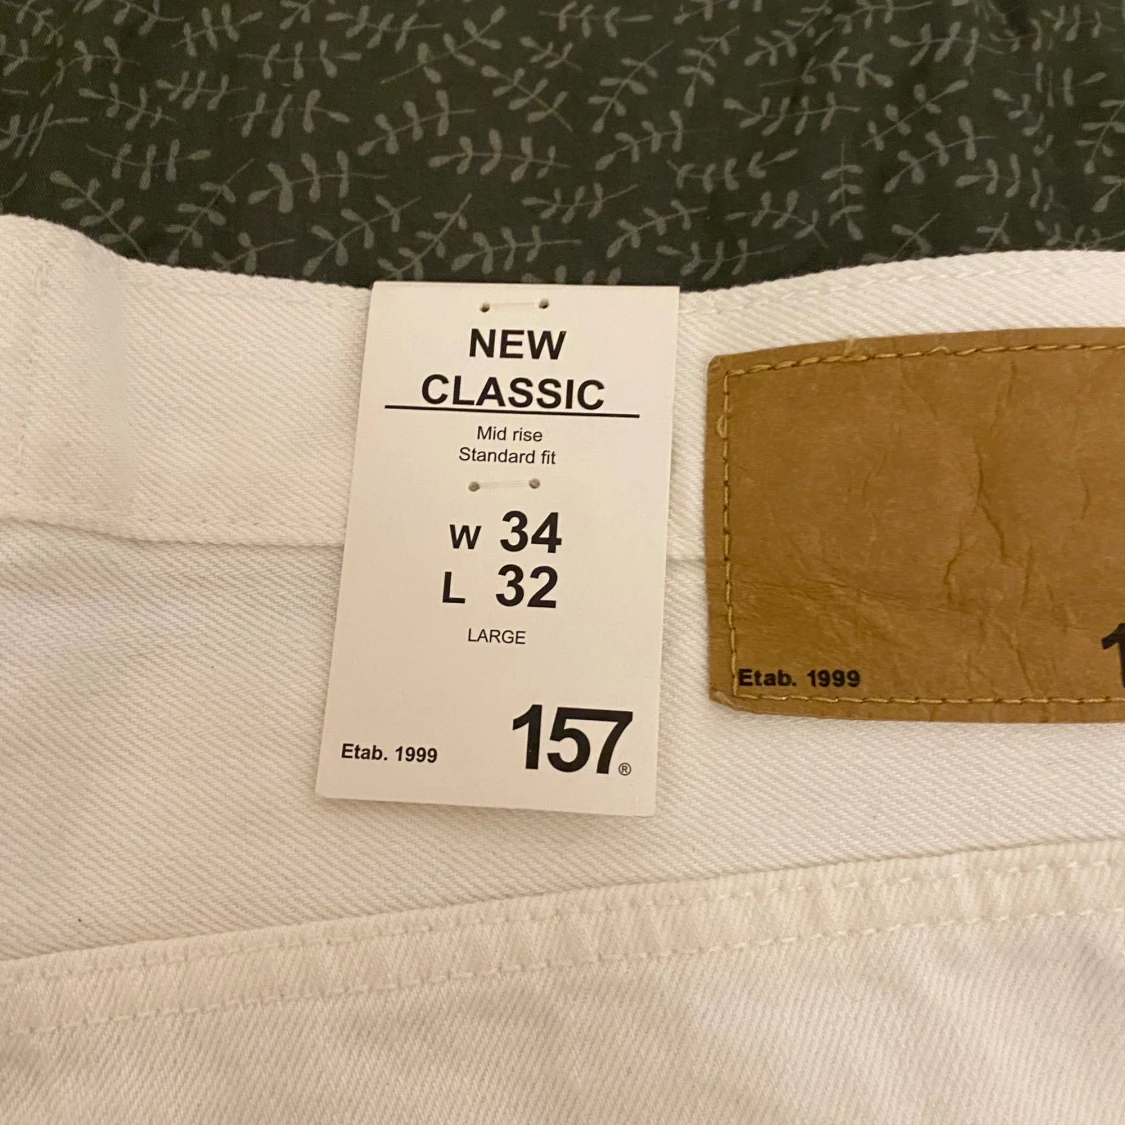 NEW
CLASSIC
Mid rise
Standard fit
W 34
L 32
LARGE
Etab. 1999
157®
Etab. 1999